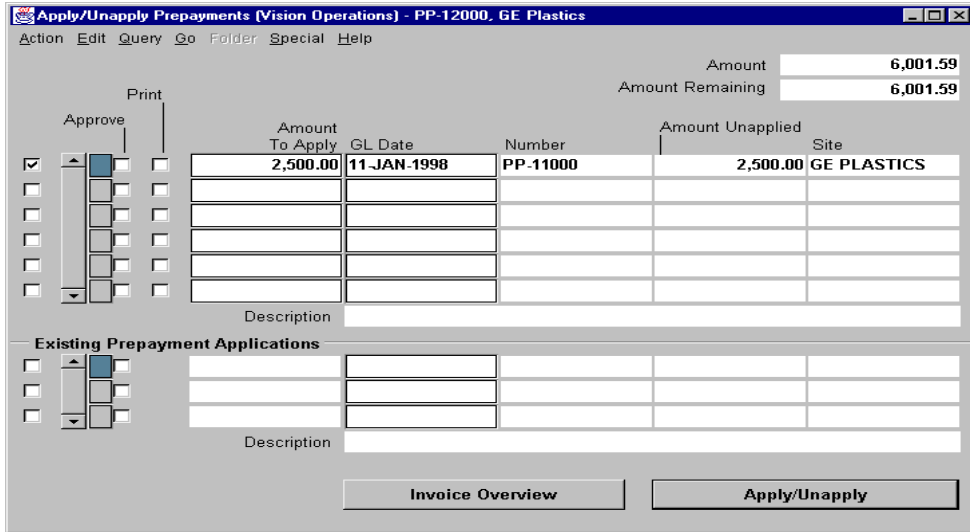 Apply/Unapply Prepayments (Vision Operations) - PP-12000, GE Plastics
Action Edit Query Go Folder Special Help
Amount 6,001.59
Amount Remaining 6,001.59
Print
Approve
Amount Amount Unapplied
To Apply GL Date Number Site
2,500.00 11-JAN-1998 PP-11000 2,500.00 GE PLASTICS
Description
Existing Prepayment Applications
Description
Invoice Overview Apply/Unapply